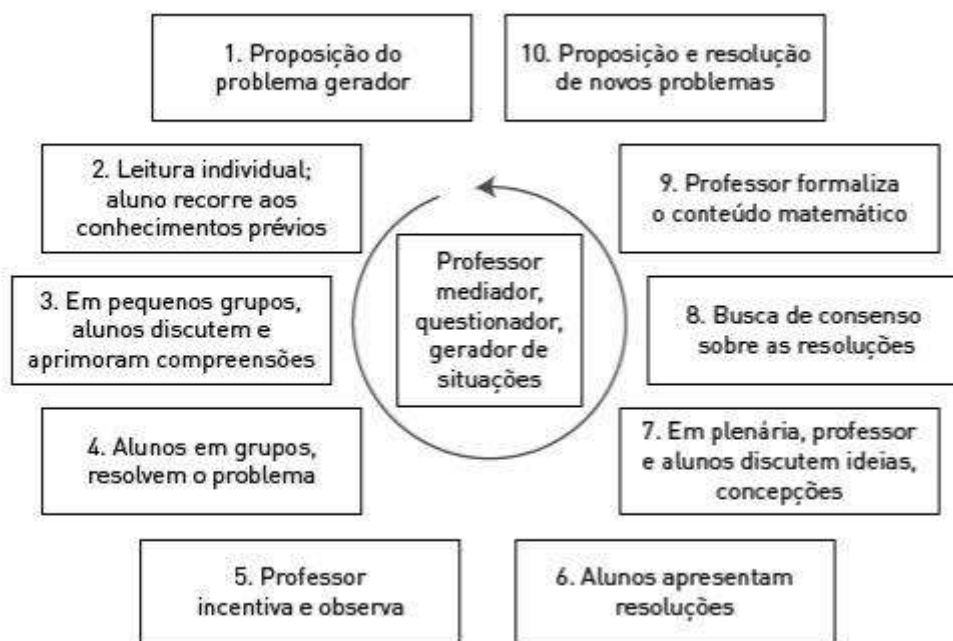 1. Proposição do
problema gerador
2. Leitura individual;
aluno recorre aos
conhecimentos prévios
3. Em pequenos grupos,
alunos discutem e
aprimoram compreensões
4. Alunos em grupos,
resolvem o problema
5. Professor
incentiva e observa
6. Alunos apresentam
resoluções
7. Em plenária, professor
e alunos discutem ideias,
concepções
8. Busca de consenso
sobre as resoluções
9. Professor formaliza
o conteúdo matemático
10. Proposição e resolução
de novos problemas
Professor
mediador,
questionador,
gerador de
situações